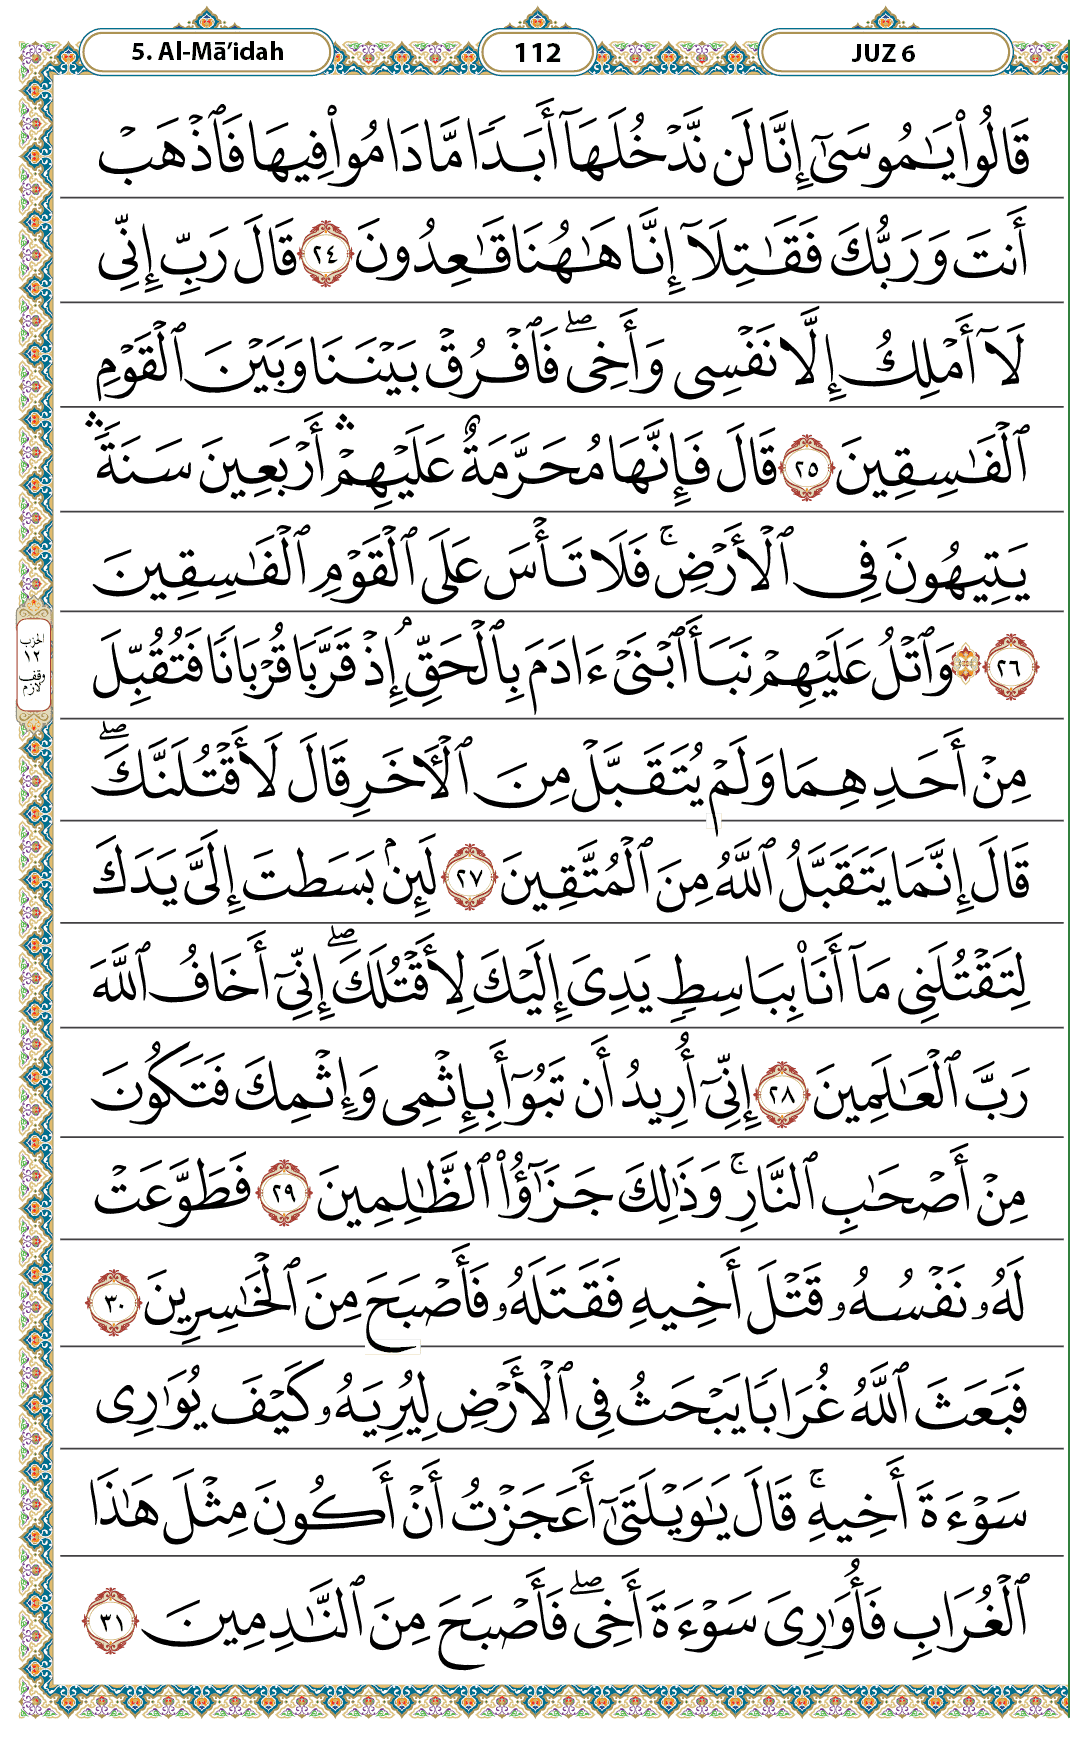 5. Al-Mā’idah
112
JUZ 6
قَالُوا۟ يَـٰمُوسَىٰٓ إِنَّا لَن نَّدْخُلَهَآ أَبَدًا مَّا دَامُوا۟ فِيهَا فَٱذْهَبْ
أَنتَ وَرَبُّكَ فَقَـٰتِلَآ إِنَّا هَـٰهُنَا قَـٰعِدُونَ ٢٤ قَالَ رَبِّ إِنِّى
لَآ أَمْلِكُ إِلَّا نَفْسِى وَأَخِى ۖ فَٱفْرُقْ بَيْنَنَا وَبَيْنَ ٱلْقَوْمِ
ٱلْفَـٰسِقِينَ ٢٥ قَالَ فَإِنَّهَا مُحَرَّمَةٌ عَلَيْهِمْ ۛ أَرْبَعِينَ سَنَةً ۛ
يَتِيهُونَ فِى ٱلْأَرْضِ ۚ فَلَا تَأْسَ عَلَى ٱلْقَوْمِ ٱلْفَـٰسِقِينَ
٢٦ ۞ وَٱتْلُ عَلَيْهِمْ نَبَأَ ٱبْنَىْ ءَادَمَ بِٱلْحَقِّ ۘ إِذْ قَرَّبَا قُرْبَانًا فَتُقُبِّلَ
الحزب
١٢
وقف
لازم
مِنْ أَحَدِهِمَا وَلَمْ يُتَقَبَّلْ مِنَ ٱلْـَٔاخَرِ قَالَ لَأَقْتُلَنَّكَ ۖ
قَالَ إِنَّمَا يَتَقَبَّلُ ٱللَّهُ مِنَ ٱلْمُتَّقِينَ ٢٧ لَئِنۢ بَسَطتَ إِلَىَّ يَدَكَ
لِتَقْتُلَنِى مَآ أَنَا۠ بِبَاسِطٍ يَدِىَ إِلَيْكَ لِأَقْتُلَكَ ۖ إِنِّىٓ أَخَافُ ٱللَّهَ
رَبَّ ٱلْعَـٰلَمِينَ ٢٨ إِنِّىٓ أُرِيدُ أَن تَبُوٓأَ بِإِثْمِى وَإِثْمِكَ فَتَكُونَ
مِنْ أَصْحَـٰبِ ٱلنَّارِ ۚ وَذَٰلِكَ جَزَٰٓؤُا۟ ٱلظَّـٰلِمِينَ ٢٩ فَطَوَّعَتْ
لَهُۥ نَفْسُهُۥ قَتْلَ أَخِيهِ فَقَتَلَهُۥ فَأَصْبَحَ مِنَ ٱلْخَـٰسِرِينَ ٣٠
فَبَعَثَ ٱللَّهُ غُرَابًا يَبْحَثُ فِى ٱلْأَرْضِ لِيُرِيَهُۥ كَيْفَ يُوَٰرِى
سَوْءَةَ أَخِيهِ ۚ قَالَ يَـٰوَيْلَتَىٰٓ أَعَجَزْتُ أَنْ أَكُونَ مِثْلَ هَـٰذَا
ٱلْغُرَابِ فَأُوَٰرِىَ سَوْءَةَ أَخِى ۖ فَأَصْبَحَ مِنَ ٱلنَّـٰدِمِينَ ٣١